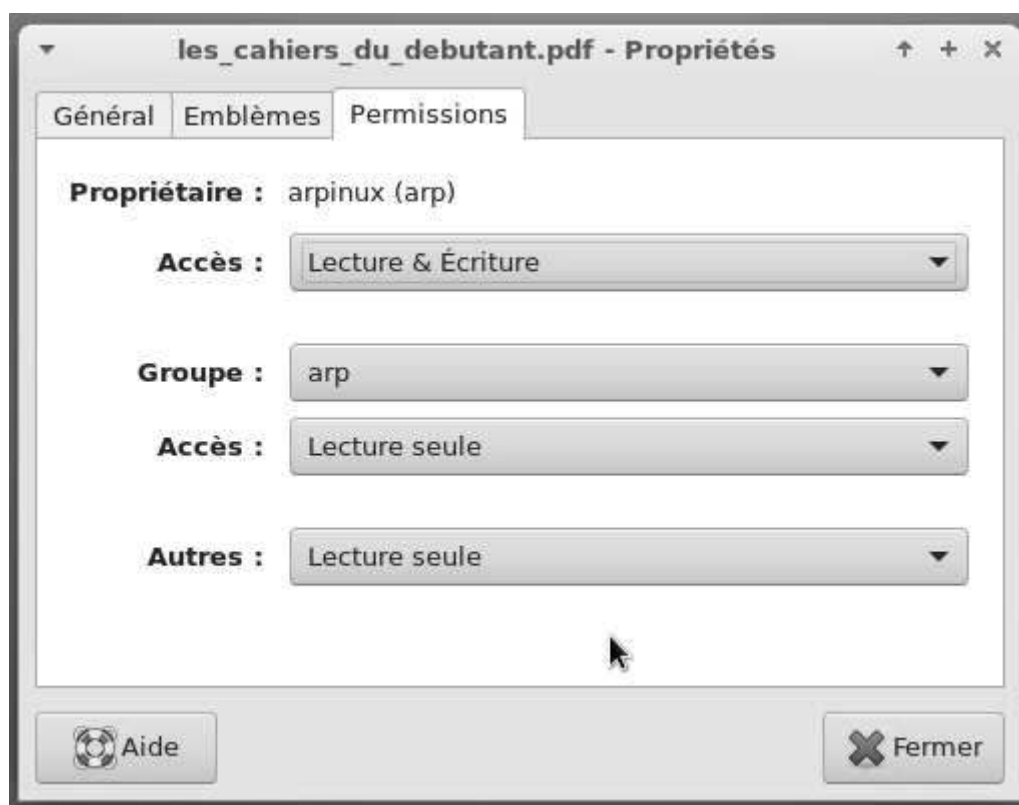 les_cahiers_du_debutant.pdf - Propriétés
Général Emblèmes Permissions
Propriétaire : arpinux (arp)
Accès : Lecture & Écriture
Groupe : arp
Accès : Lecture seule
Autres : Lecture seule
Aide Fermer